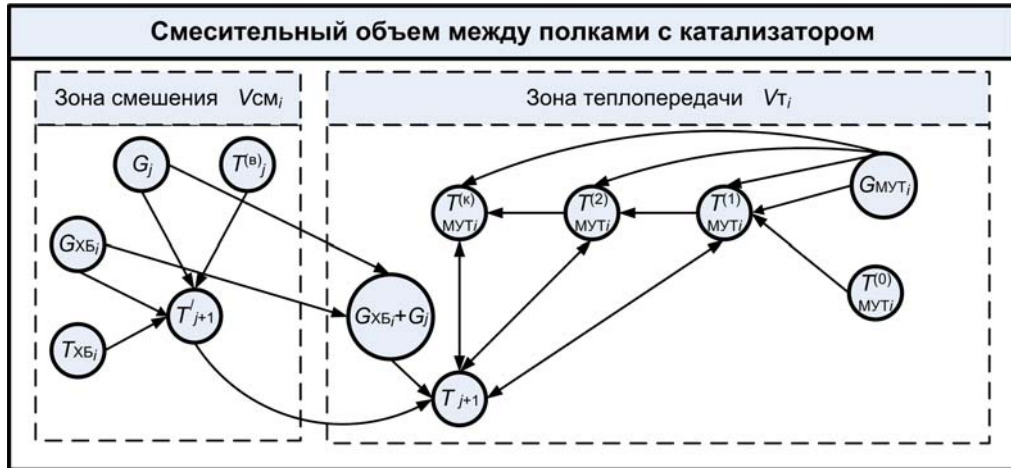 Смесительный объем между полками с катализатором
Зона смешения Vсмi
Зона теплопередачи Vтi
Gj
T(в)j
GХБi
TХБi
T/j+1
GХБi+Gj
T j+1
T(к)
МУТi
T(2)
МУТi
T(1)
МУТi
GМУТi
T(0)
МУТi